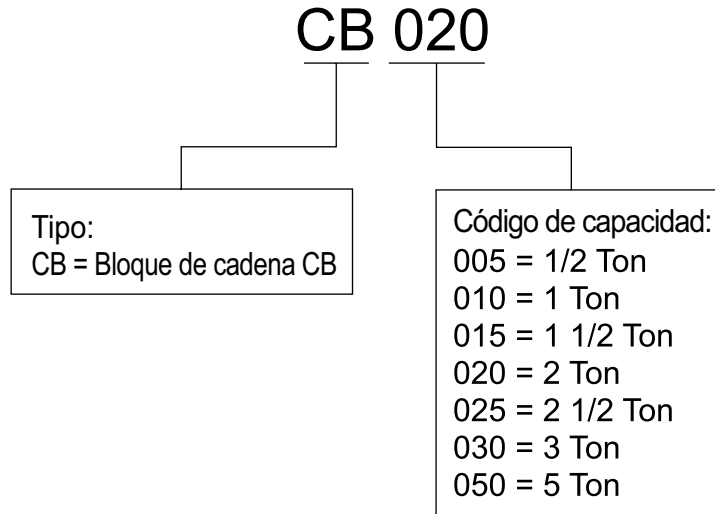 CB 020
Tipo:
CB = Bloque de cadena CB
Código de capacidad:
005 = 1/2 Ton
010 = 1 Ton
015 = 1 1/2 Ton
020 = 2 Ton
025 = 2 1/2 Ton
030 = 3 Ton
050 = 5 Ton